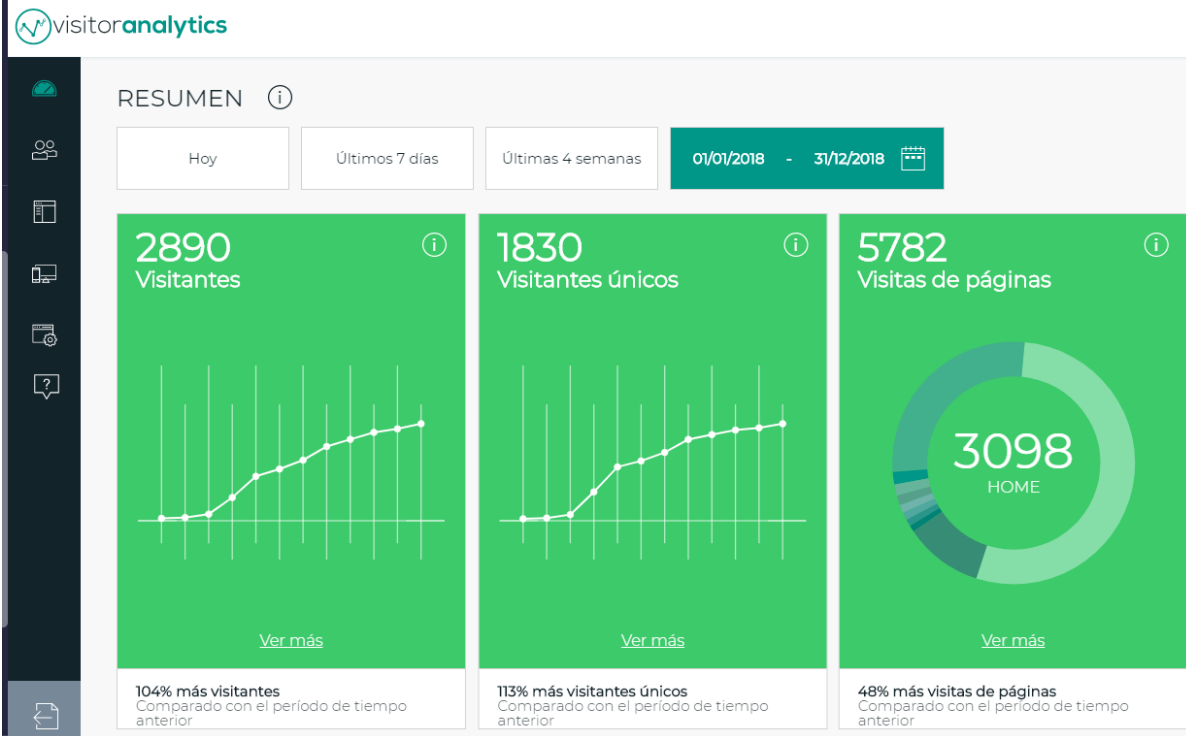 visitoranalytics
RESUMEN i
Hoy
Últimos 7 días
Últimas 4 semanas
01/01/2018 - 31/12/2018
2890 i
Visitantes
Ver más
104% más visitantes
Comparado con el período de tiempo
anterior
1830 i
Visitantes únicos
Ver más
113% más visitantes únicos
Comparado con el período de tiempo
anterior
5782 i
Visitas de páginas
3098
HOME
Ver más
48% más visitas de páginas
Comparado con el período de tiempo
anterior
?